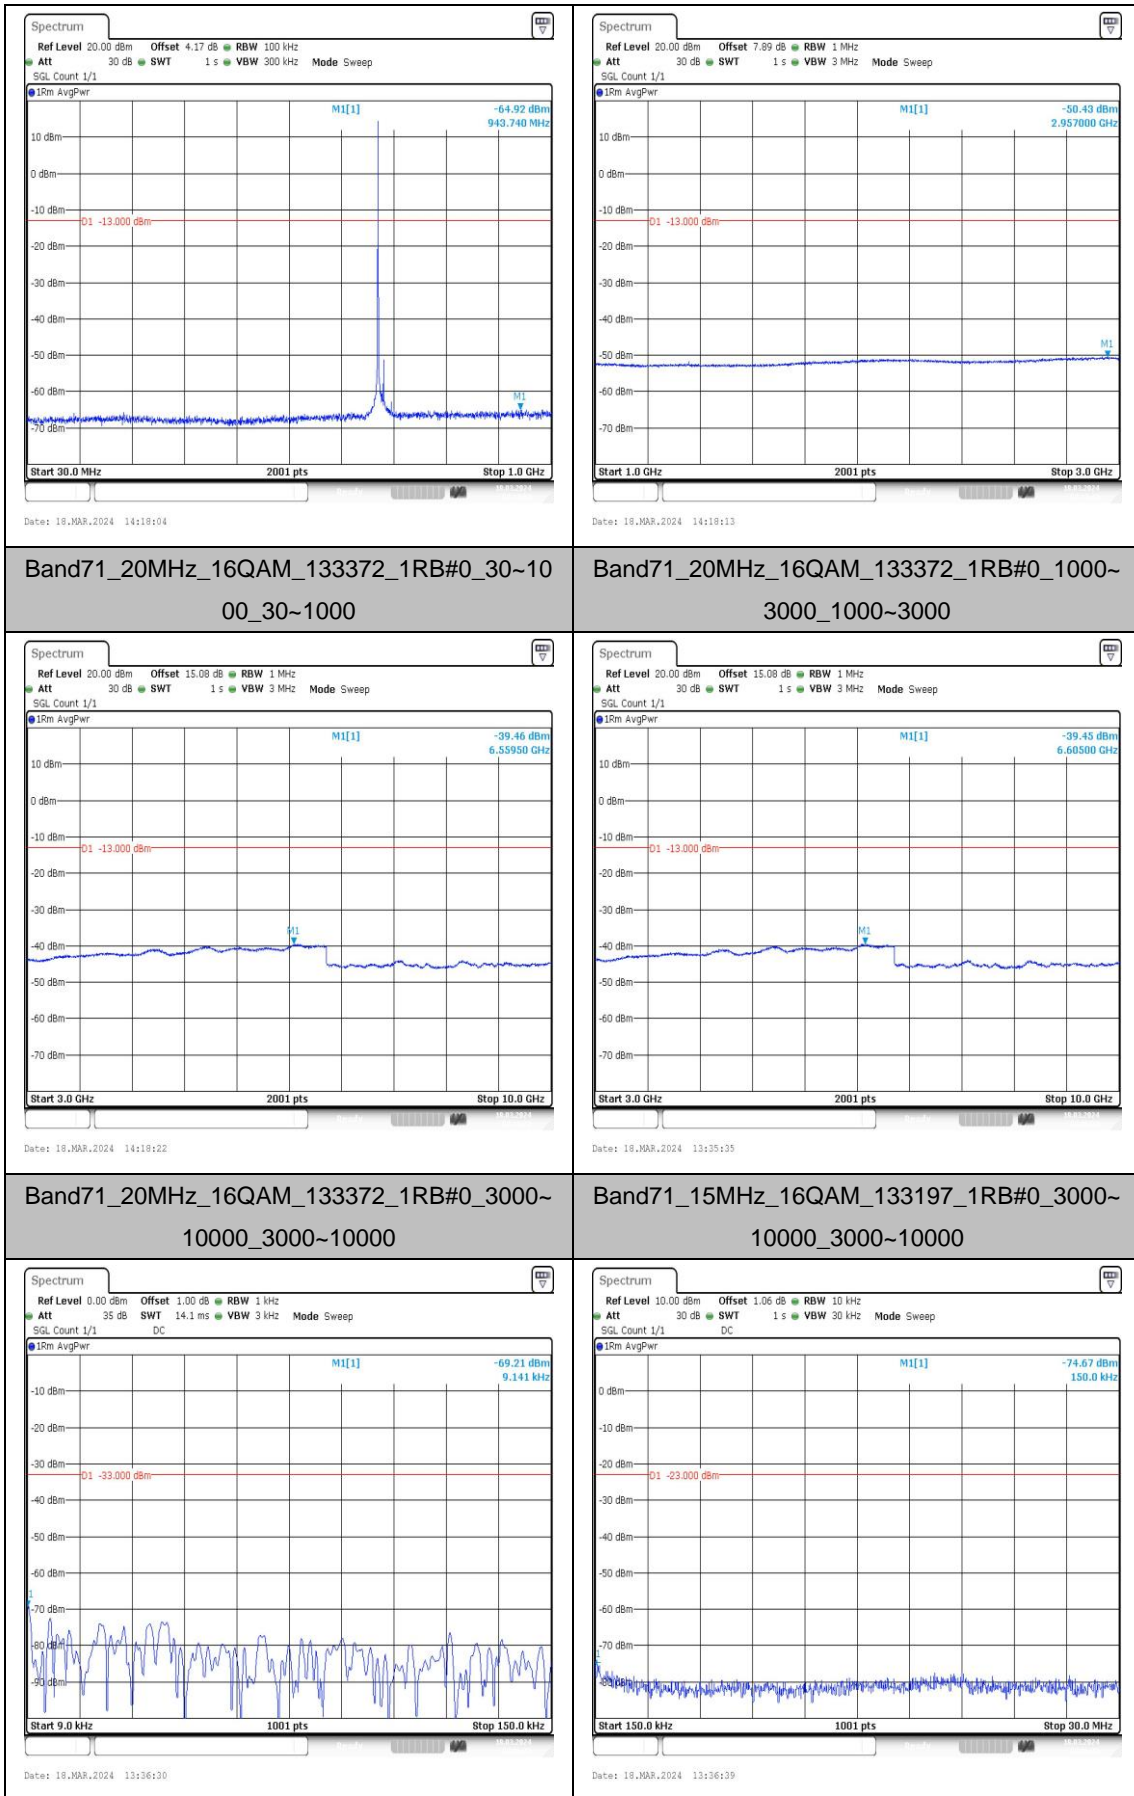 Spectrum
Ref Level 20.00 dBm Offset 4.17 dB RBW 100 kHz
Att 30 dB SWT 1 s VBW 300 kHz Mode Sweep
SGL Count 1/1
1Rm AvgPwr
M1[1] -64.92 dBm
943.740 MHz
10 dBm
0 dBm
-10 dBm
D1 -13.000 dBm
-20 dBm
-30 dBm
-40 dBm
-50 dBm
-60 dBm
M1
-70 dBm
Start 30.0 MHz 2001 pts Stop 1.0 GHz
Date: 18.MAR.2024 14:18:04
Spectrum
Ref Level 20.00 dBm Offset 7.89 dB RBW 1 MHz
Att 30 dB SWT 1 s VBW 3 MHz Mode Sweep
SGL Count 1/1
1Rm AvgPwr
M1[1] -50.43 dBm
2.957000 GHz
10 dBm
0 dBm
-10 dBm
D1 -13.000 dBm
-20 dBm
-30 dBm
-40 dBm
M1
-50 dBm
-60 dBm
-70 dBm
Start 1.0 GHz 2001 pts Stop 3.0 GHz
Date: 18.MAR.2024 14:18:13
Band71_20MHz_16QAM_133372_1RB#0_30~10
00_30~1000
Band71_20MHz_16QAM_133372_1RB#0_1000~
3000_1000~3000
Spectrum
Ref Level 20.00 dBm Offset 15.08 dB RBW 1 MHz
Att 30 dB SWT 1 s VBW 3 MHz Mode Sweep
SGL Count 1/1
1Rm AvgPwr
M1[1] -39.46 dBm
6.55950 GHz
10 dBm
0 dBm
-10 dBm
D1 -13.000 dBm
-20 dBm
-30 dBm
M1
-40 dBm
-50 dBm
-60 dBm
-70 dBm
Start 3.0 GHz 2001 pts Stop 10.0 GHz
Date: 18.MAR.2024 14:18:22
Spectrum
Ref Level 20.00 dBm Offset 15.08 dB RBW 1 MHz
Att 30 dB SWT 1 s VBW 3 MHz Mode Sweep
SGL Count 1/1
1Rm AvgPwr
M1[1] -39.45 dBm
6.60500 GHz
10 dBm
0 dBm
-10 dBm
D1 -13.000 dBm
-20 dBm
-30 dBm
M1
-40 dBm
-50 dBm
-60 dBm
-70 dBm
Start 3.0 GHz 2001 pts Stop 10.0 GHz
Date: 18.MAR.2024 13:35:35
Band71_20MHz_16QAM_133372_1RB#0_3000~
10000_3000~10000
Band71_15MHz_16QAM_133197_1RB#0_3000~
10000_3000~10000
Spectrum
Ref Level 0.00 dBm Offset 1.00 dB RBW 1 kHz
Att 35 dB SWT 14.1 ms VBW 3 kHz Mode Sweep
SGL Count 1/1 DC
1Rm AvgPwr
M1[1] -69.21 dBm
9.141 kHz
-10 dBm
-20 dBm
-30 dBm
D1 -33.000 dBm
-40 dBm
-50 dBm
-60 dBm
-70 dBm
-80 dBm
-90 dBm
Start 9.0 kHz 1001 pts Stop 150.0 kHz
Date: 18.MAR.2024 13:36:30
Spectrum
Ref Level 10.00 dBm Offset 1.06 dB RBW 10 kHz
Att 30 dB SWT 1 s VBW 30 kHz Mode Sweep
SGL Count 1/1 DC
1Rm AvgPwr
M1[1] -74.67 dBm
150.0 kHz
0 dBm
-10 dBm
-20 dBm
D1 -23.000 dBm
-30 dBm
-40 dBm
-50 dBm
-60 dBm
-70 dBm
Start 150.0 kHz 1001 pts Stop 30.0 MHz
Date: 18.MAR.2024 13:36:39